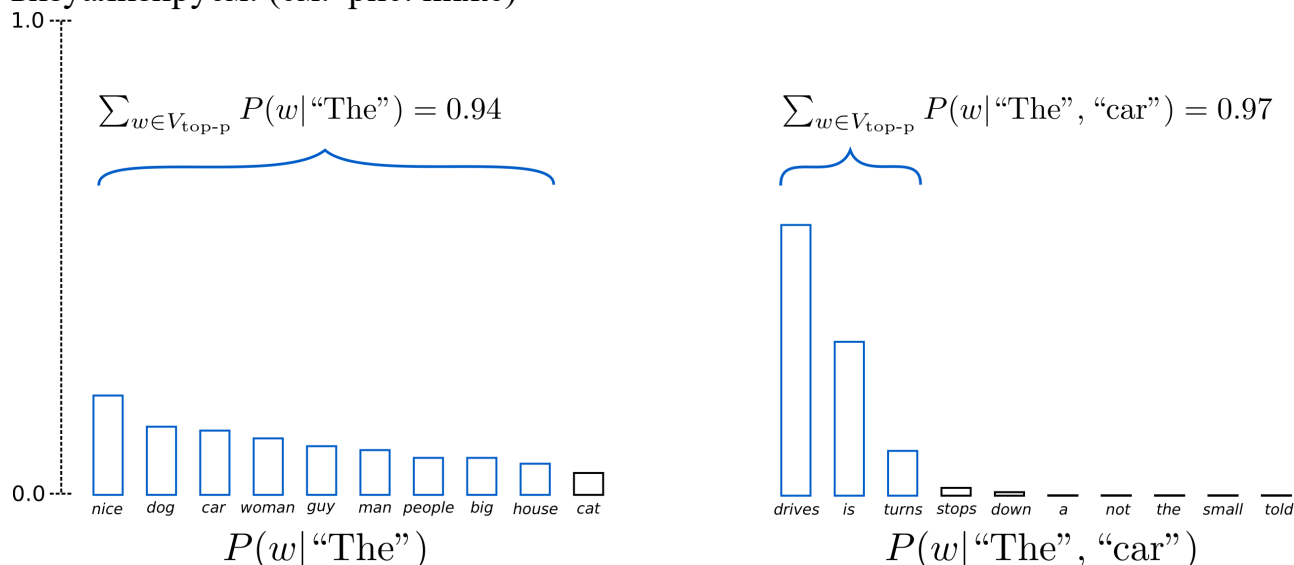 1.0
∑w∈Vtop-p P(w|“The”) = 0.94
∑w∈Vtop-p P(w|“The”, “car”) = 0.97
0.0
nice dog car woman guy man people big house cat
drives is turns stops down a not the small told
P(w|“The”)
P(w|“The”, “car”)